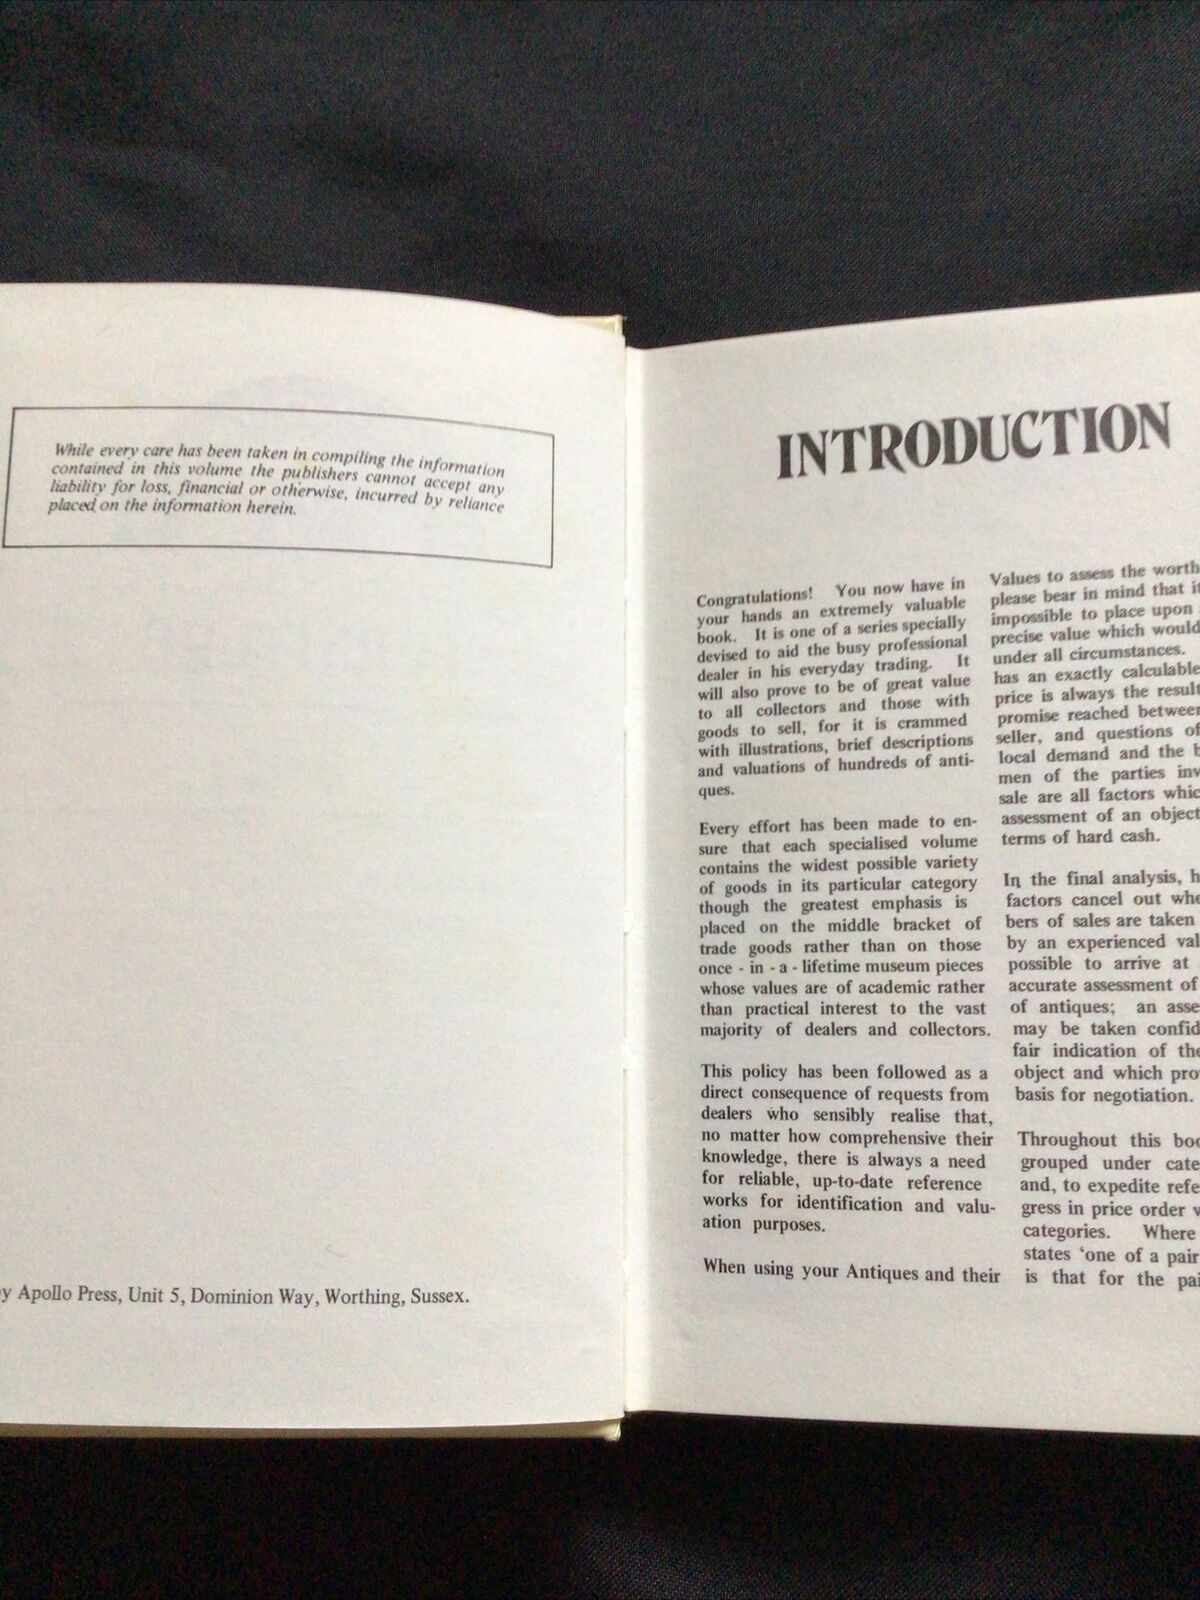 While every care has been taken in compiling the information
contained in this volume the publishers cannot accept any
liability for loss, financial or otherwise, incurred by reliance
placed on the information herein.
y Apollo Press, Unit 5, Dominion Way, Worthing, Sussex.
INTRODUCTION
Congratulations! You now have in
your hands an extremely valuable
book. It is one of a series specially
devised to aid the busy professional
dealer in his everyday trading. It
will also prove to be of great value
to all collectors and those with
goods to sell, for it is crammed
with illustrations, brief descriptions
and valuations of hundreds of anti-
ques.
Every effort has been made to en-
sure that each specialised volume
contains the widest possible variety
of goods in its particular category
though the greatest emphasis is
placed on the middle bracket of
trade goods rather than on those
once - in - a - lifetime museum pieces
whose values are of academic rather
than practical interest to the vast
majority of dealers and collectors.
This policy has been followed as a
direct consequence of requests from
dealers who sensibly realise that,
no matter how comprehensive their
knowledge, there is always a need
for reliable, up-to-date reference
works for identification and valu-
ation purposes.
When using your Antiques and their
Values to assess the worth
please bear in mind that it
impossible to place upon
precise value which would
under all circumstances.
has an exactly calculable
price is always the result
promise reached between
seller, and questions of
local demand and the b
men of the parties inv
sale are all factors whic
assessment of an object
terms of hard cash.
In the final analysis, h
factors cancel out whe
bers of sales are taken
by an experienced val
possible to arrive at
accurate assessment of
of antiques; an asse
may be taken confid
fair indication of the
object and which pro
basis for negotiation.
Throughout this boo
grouped under cate
and, to expedite refe
gress in price order v
categories. Where
states 'one of a pair
is that for the pai